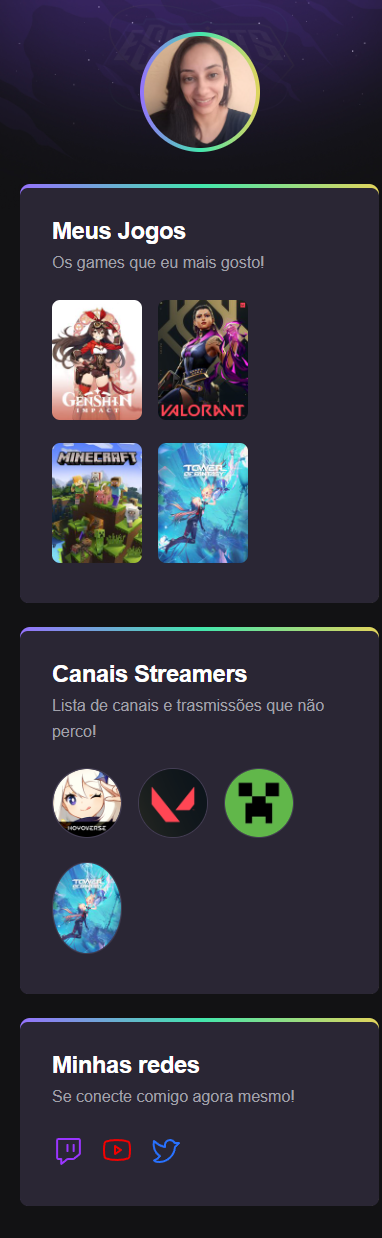 ESPORTS
Meus Jogos
Os games que eu mais gosto!
GENSHIN
IMPACT
VALORANT
MINECRAFT
TOWER
OF FANTASY
Canais Streamers
Lista de canais e trasmissões que não
perco!
HOYOVERSE
TOWER
OF FANTASY
Minhas redes
Se conecte comigo agora mesmo!